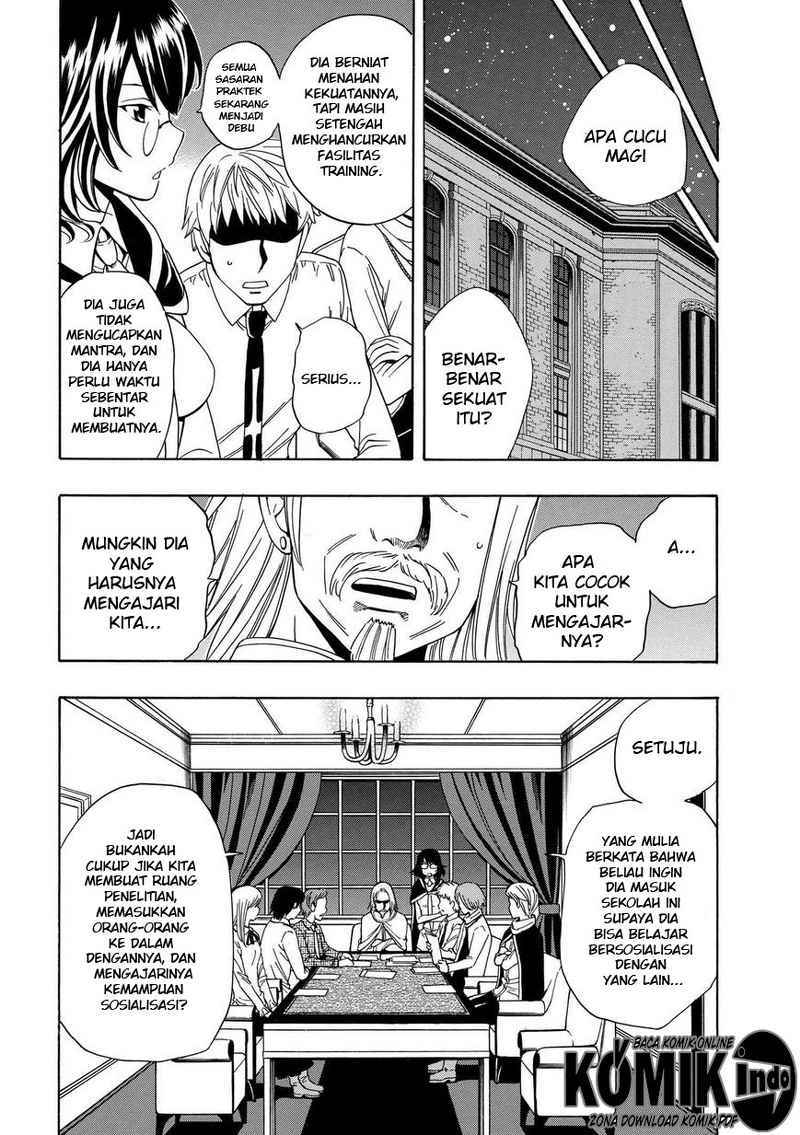 APA CUCU
MAGI
BENAR-
BENAR
SEKUAT
ITU?
DIA BERNIAT
MENAHAN
KEKUATANNYA,
TAPI MASIH
SETENGAH
MENGHANCURKAN
FASILITAS
TRAINING.
SEMUA
SASARAN
PRAKTEK
SEKARANG
MENJADI
DEBU
SERIUS...
DIA JUGA
TIDAK
MENGUCAPKAN
MANTRA, DAN
DIA HANYA
PERLU WAKTU
SEBENTAR
UNTUK
MEMBUATNYA.
A...
APA
KITA COCOK
UNTUK
MENGAJAR-
NYA?
MUNGKIN DIA
YANG
HARUSNYA
MENGAJARI
KITA...
SETUJU.
YANG MULIA
BERKATA BAHWA
BELIAU INGIN
DIA MASUK
SEKOLAH INI
SUPAYA DIA
BISA BELAJAR
BERSOSIALISASI
DENGAN
YANG LAIN...
JADI
BUKANKAH
CUKUP JIKA KITA
MEMBUAT RUANG
PENELITIAN,
MEMASUKKAN
ORANG-ORANG
KE DALAM
DENGANNYA, DAN
MENGAJARINYA
KEMAMPUAN
SOSIALISASI?
BACA KOMIK ONLINE
KOMIK indo
ZONA DOWNLOAD KOMIK PDF